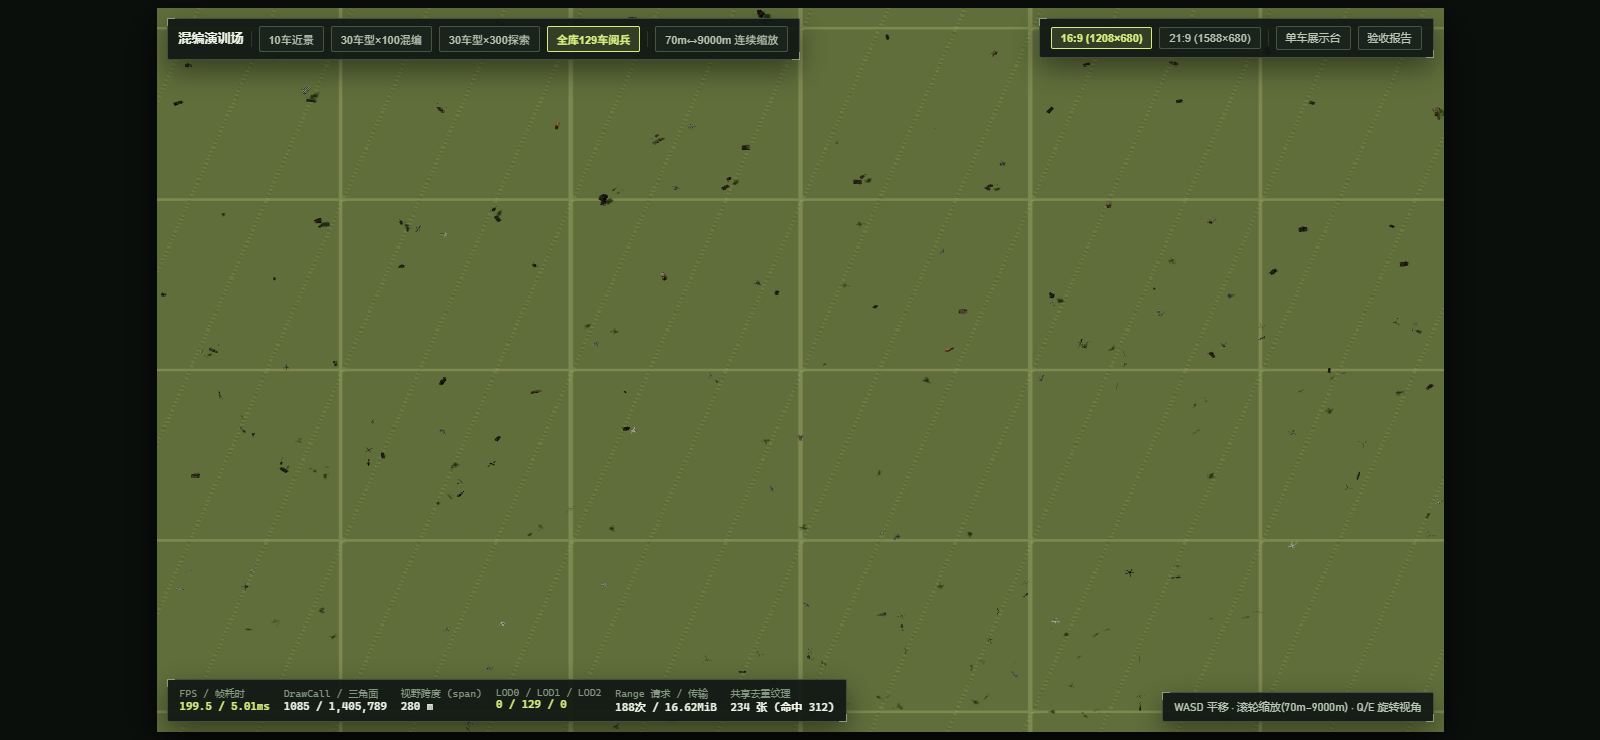 混编演训场 10车近景 30车型×100混编 30车型×300探索 全库129车阅兵 70m↔9000m 连续缩放
16:9 (1208×680) 21:9 (1588×680) 单车展示台 验收报告
FPS / 帧耗时 DrawCall / 三角面 视野跨度 (span) LOD0 / LOD1 / LOD2 Range 请求 / 传输 共享去重纹理
199.5 / 5.01ms 1085 / 1,405,789 280 m 0 / 129 / 0 188次 / 16.62MiB 234 张 (命中 312)
WASD 平移 · 滚轮缩放(70m–9000m) · Q/E 旋转视角